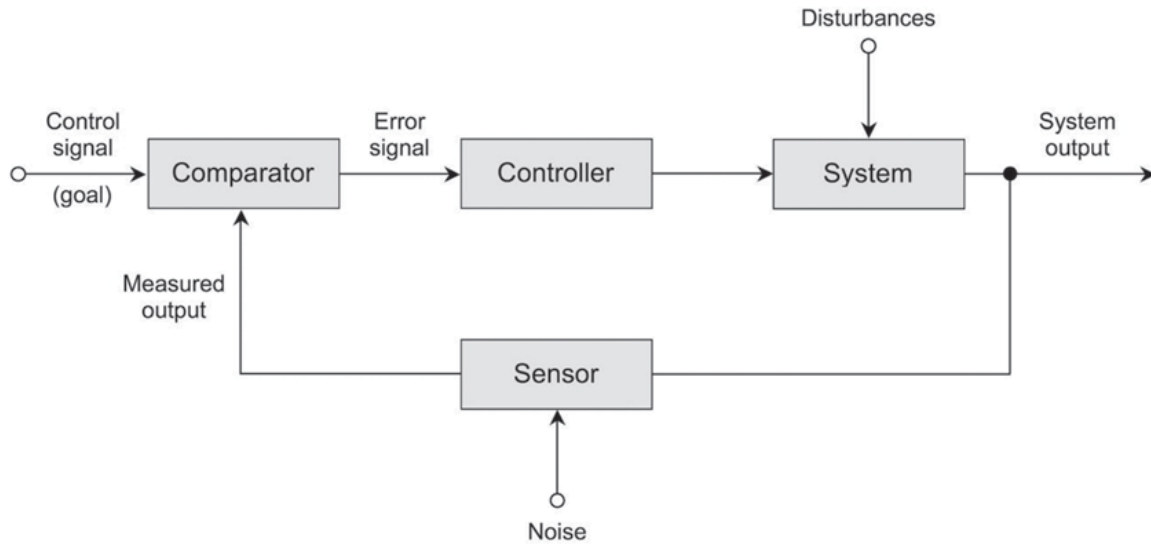 Disturbances
Control
signal
(goal)
Error
signal
System
output
Comparator
Controller
System
Measured
output
Sensor
Noise